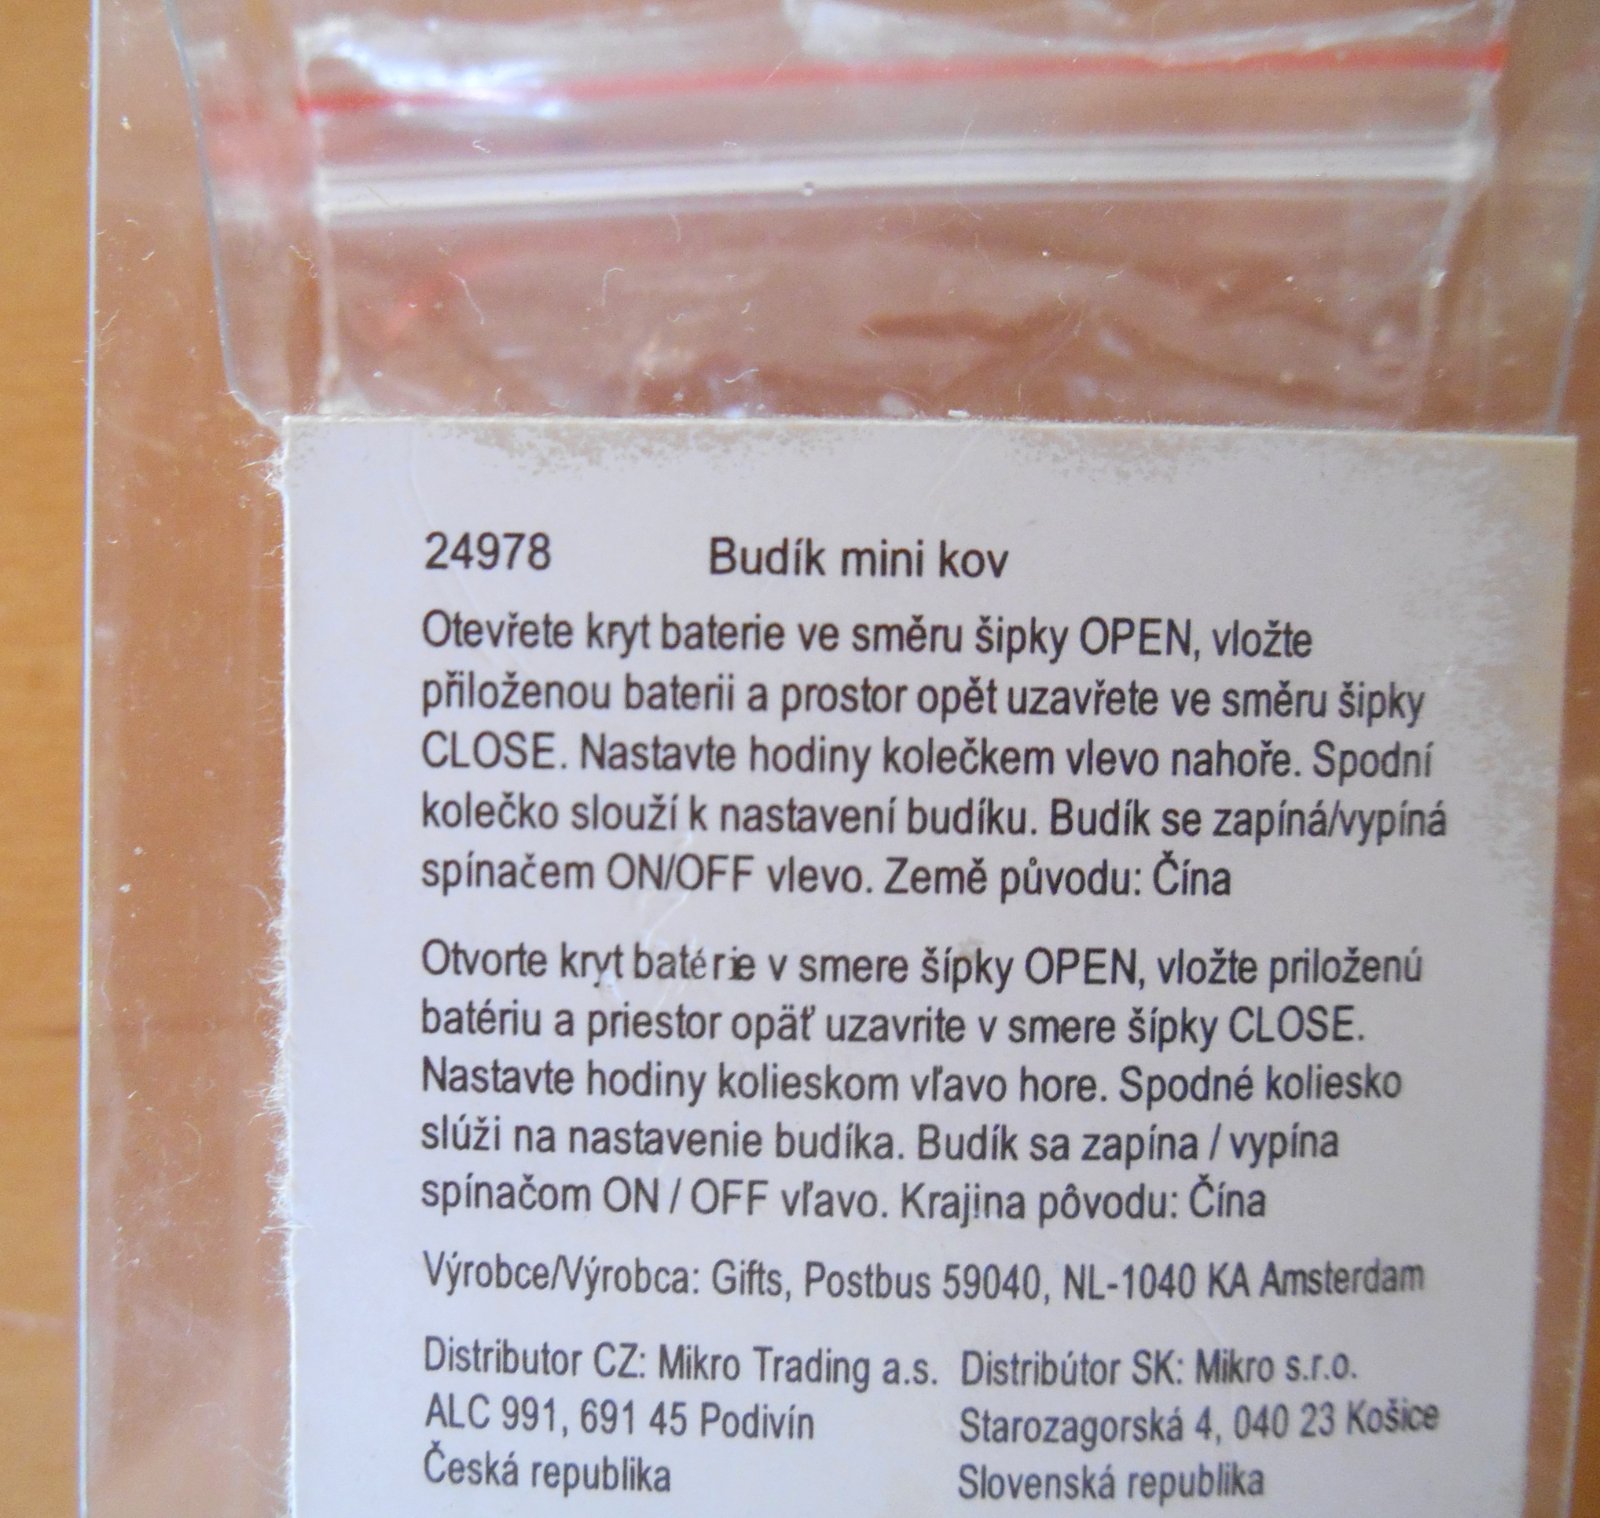 24978 Budík mini kov
Otevřete kryt baterie ve směru šipky OPEN, vložte
přiloženou baterii a prostor opět uzavřete ve směru šipky
CLOSE. Nastavte hodiny kolečkem vlevo nahoře. Spodní
kolečko slouží k nastavení budíku. Budík se zapíná/vypíná
spínačem ON/OFF vlevo. Země původu: Čína
Otvorte kryt batérie v smere šípky OPEN, vložte priloženú
batériu a priestor opäť uzavrite v smere šípky CLOSE.
Nastavte hodiny kolieskom vľavo hore. Spodné koliesko
slúži na nastavenie budíka. Budík sa zapína / vypína
spínačom ON / OFF vľavo. Krajina pôvodu: Čína
Výrobce/Výrobca: Gifts, Postbus 59040, NL-1040 KA Amsterdam
Distributor CZ: Mikro Trading a.s. Distribútor SK: Mikro s.r.o.
ALC 991, 691 45 Podivín Starozagorská 4, 040 23 Košice
Česká republika Slovenská republika